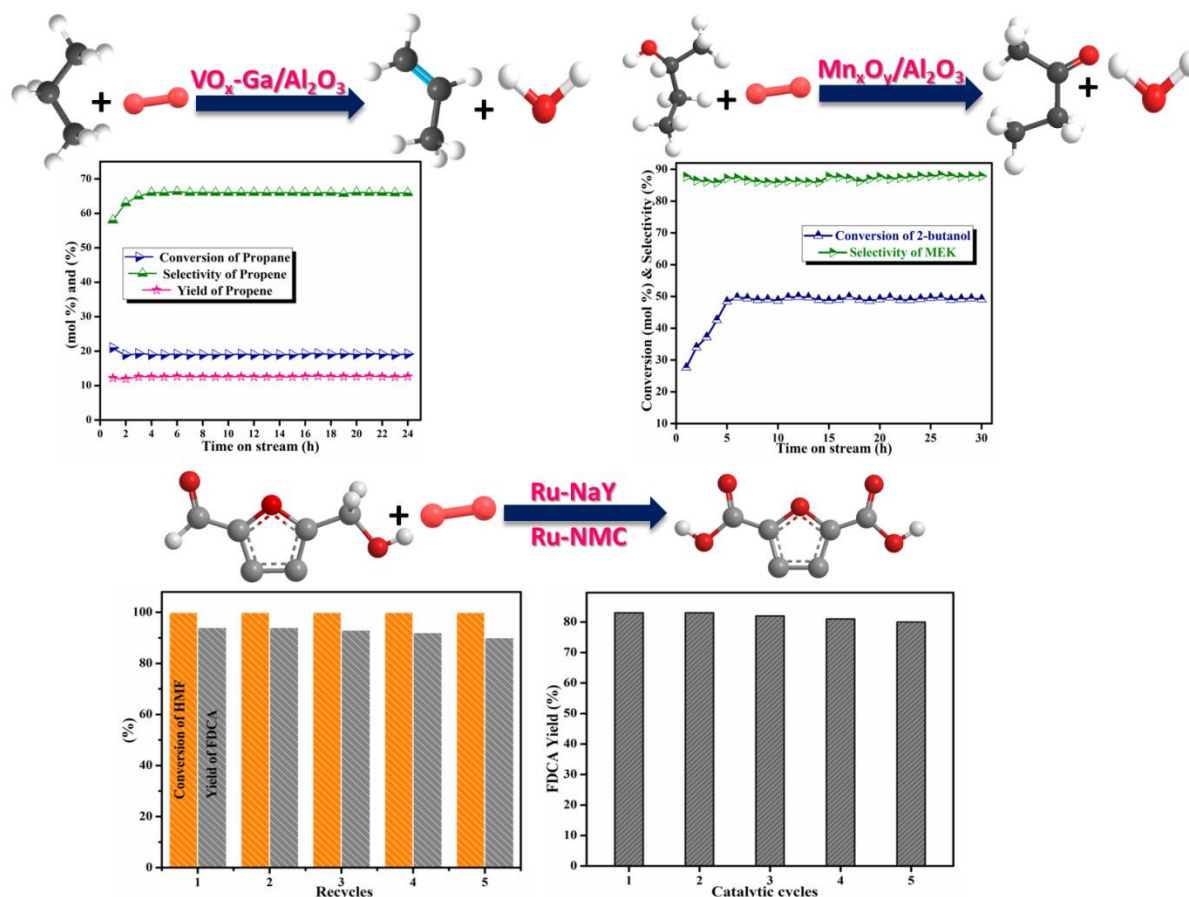 +
VOx-Ga/Al2O3
+
+
MnxOy/Al2O3
+
(mol %) and (%)
70
60
50
40
30
20
10
0
Conversion of Propane
Selectivity of Propene
Yield of Propene
0 2 4 6 8 10 12 14 16 18 20 22 24
Time on stream (h)
Conversion (mol %) & Selectivity (%)
90
80
70
60
50
40
30
20
10
Conversion of 2-butanol
Selectivity of MEK
0 5 10 15 20 25 30
Time on stream (h)
+
Ru-NaY
Ru-NMC
(%)
100
80
60
40
20
0
Conversion of HMF
Yield of FDCA
1 2 3 4 5
Recycles
FDCA Yield (%)
80
70
60
50
40
30
20
10
0
1 2 3 4 5
Catalytic cycles